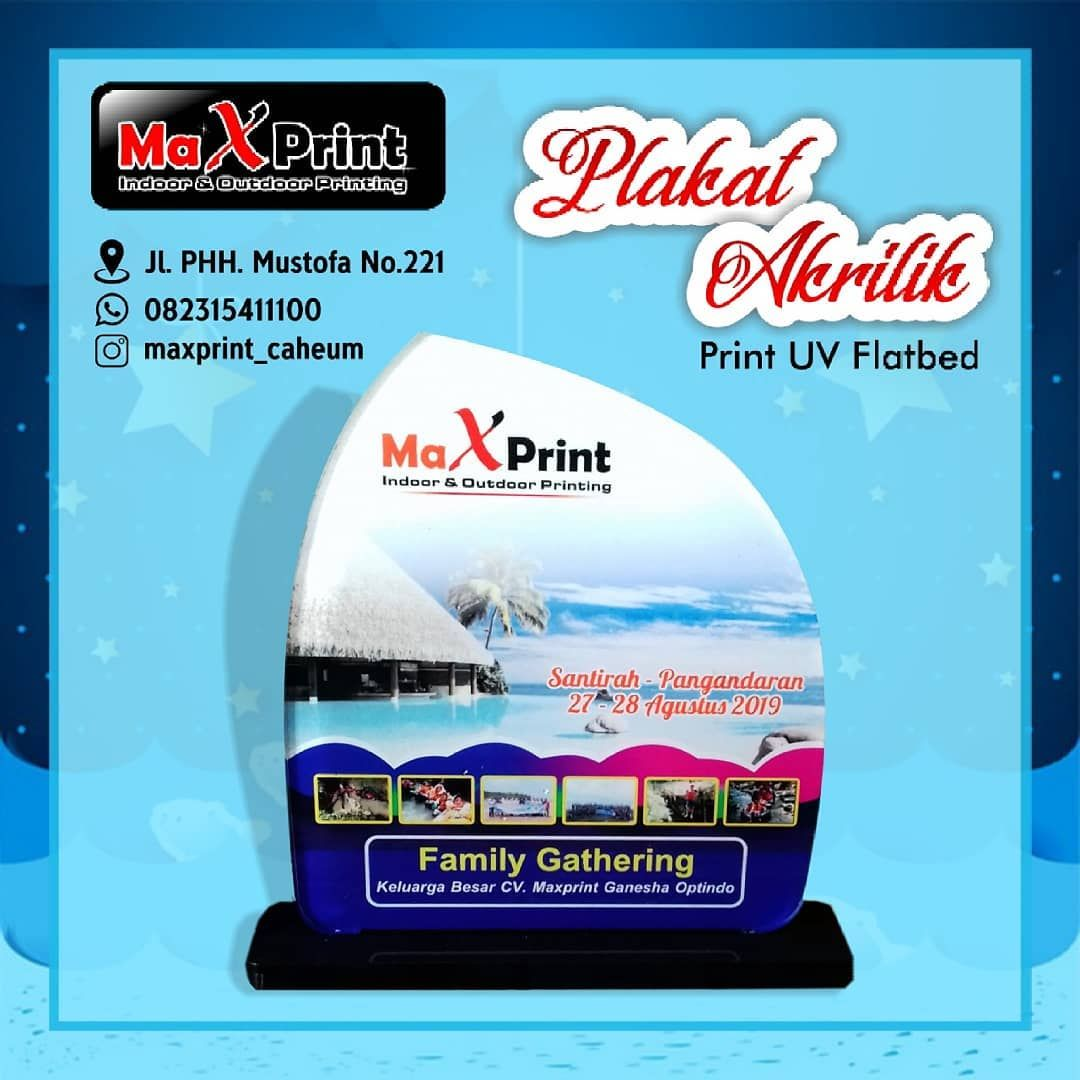 MaXPrint
Indoor & Outdoor Printing
Jl. PHH. Mustofa No.221
082315411100
maxprint_caheum
Plakat
Akrilik
Print UV Flatbed
MaXPrint
Indoor & Outdoor Printing
Santirah - Pangandaran
27 - 28 Agustus 2019
Family Gathering
Keluarga Besar CV. Maxprint Ganesha Optindo